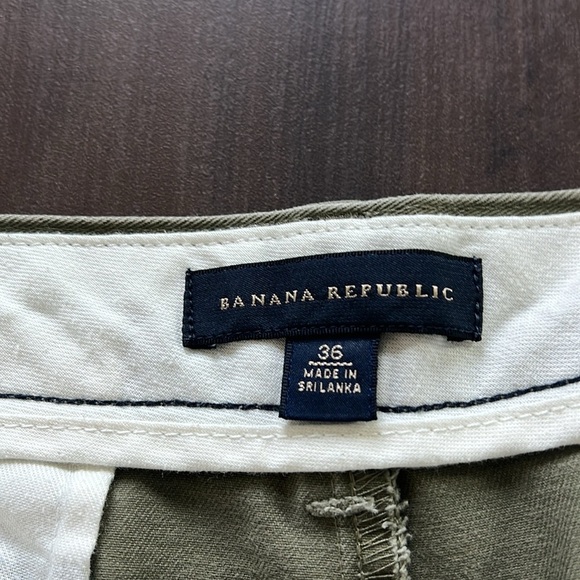 BANANA REPUBLIC
36
MADE IN
SRI LANKA